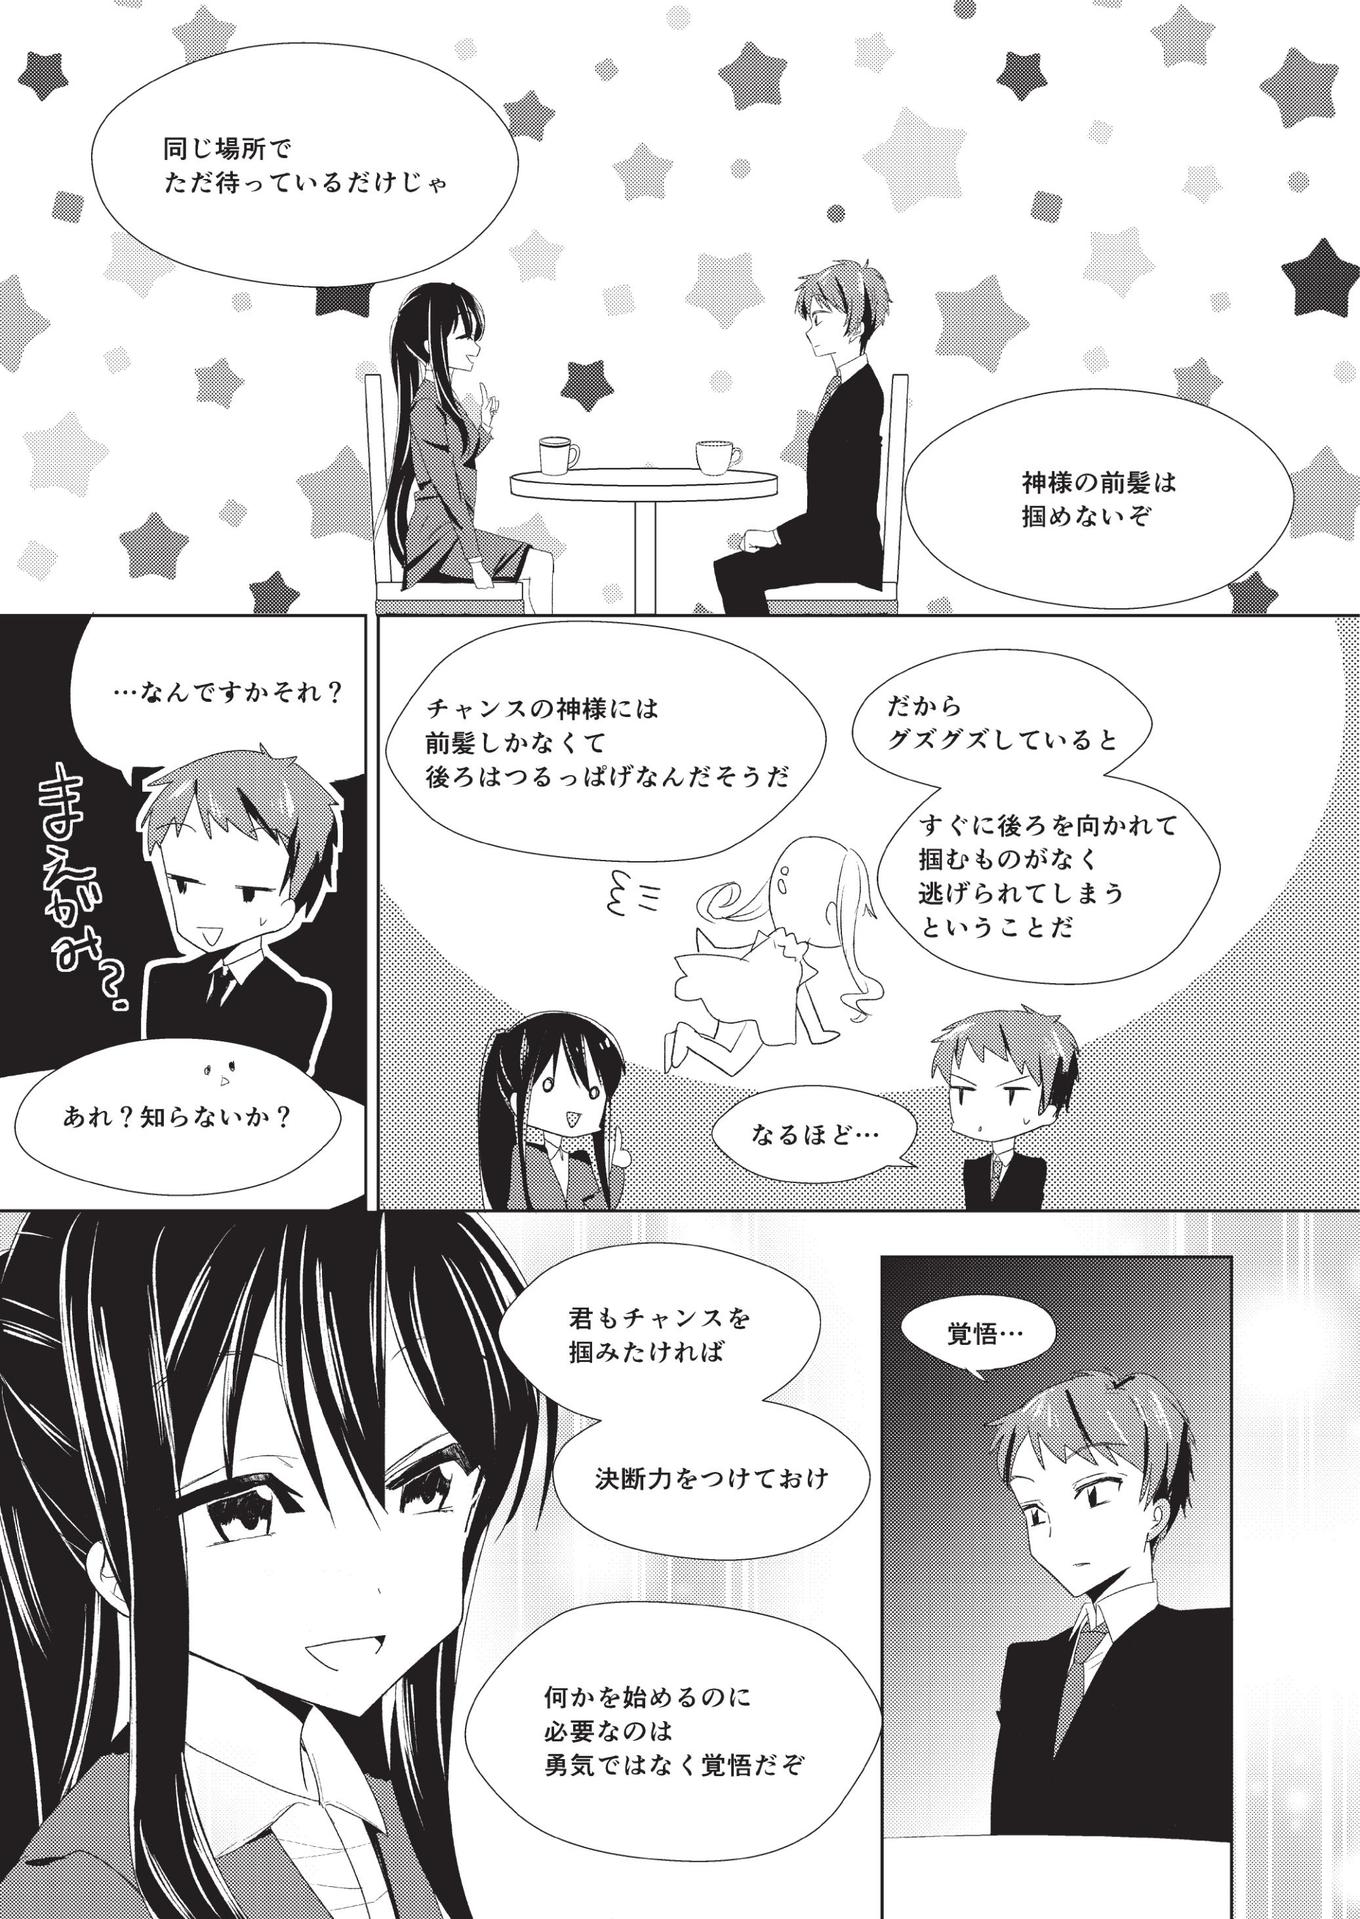 同じ場所で
ただ待っているだけじゃ
神様の前髪は
掴めないぞ
…なんですかそれ？
まえがみ？
あれ？知らないか？
チャンスの神様には
前髪しかなくて
後ろはつるっぱげなんだそうだ
だから
グズグズしていると
すぐに後ろを向かれて
掴むものがなく
逃げられてしまう
ということだ
なるほど…
君もチャンスを
掴みたければ
決断力をつけておけ
何かを始めるのに
必要なのは
勇気ではなく覚悟だぞ
覚悟…